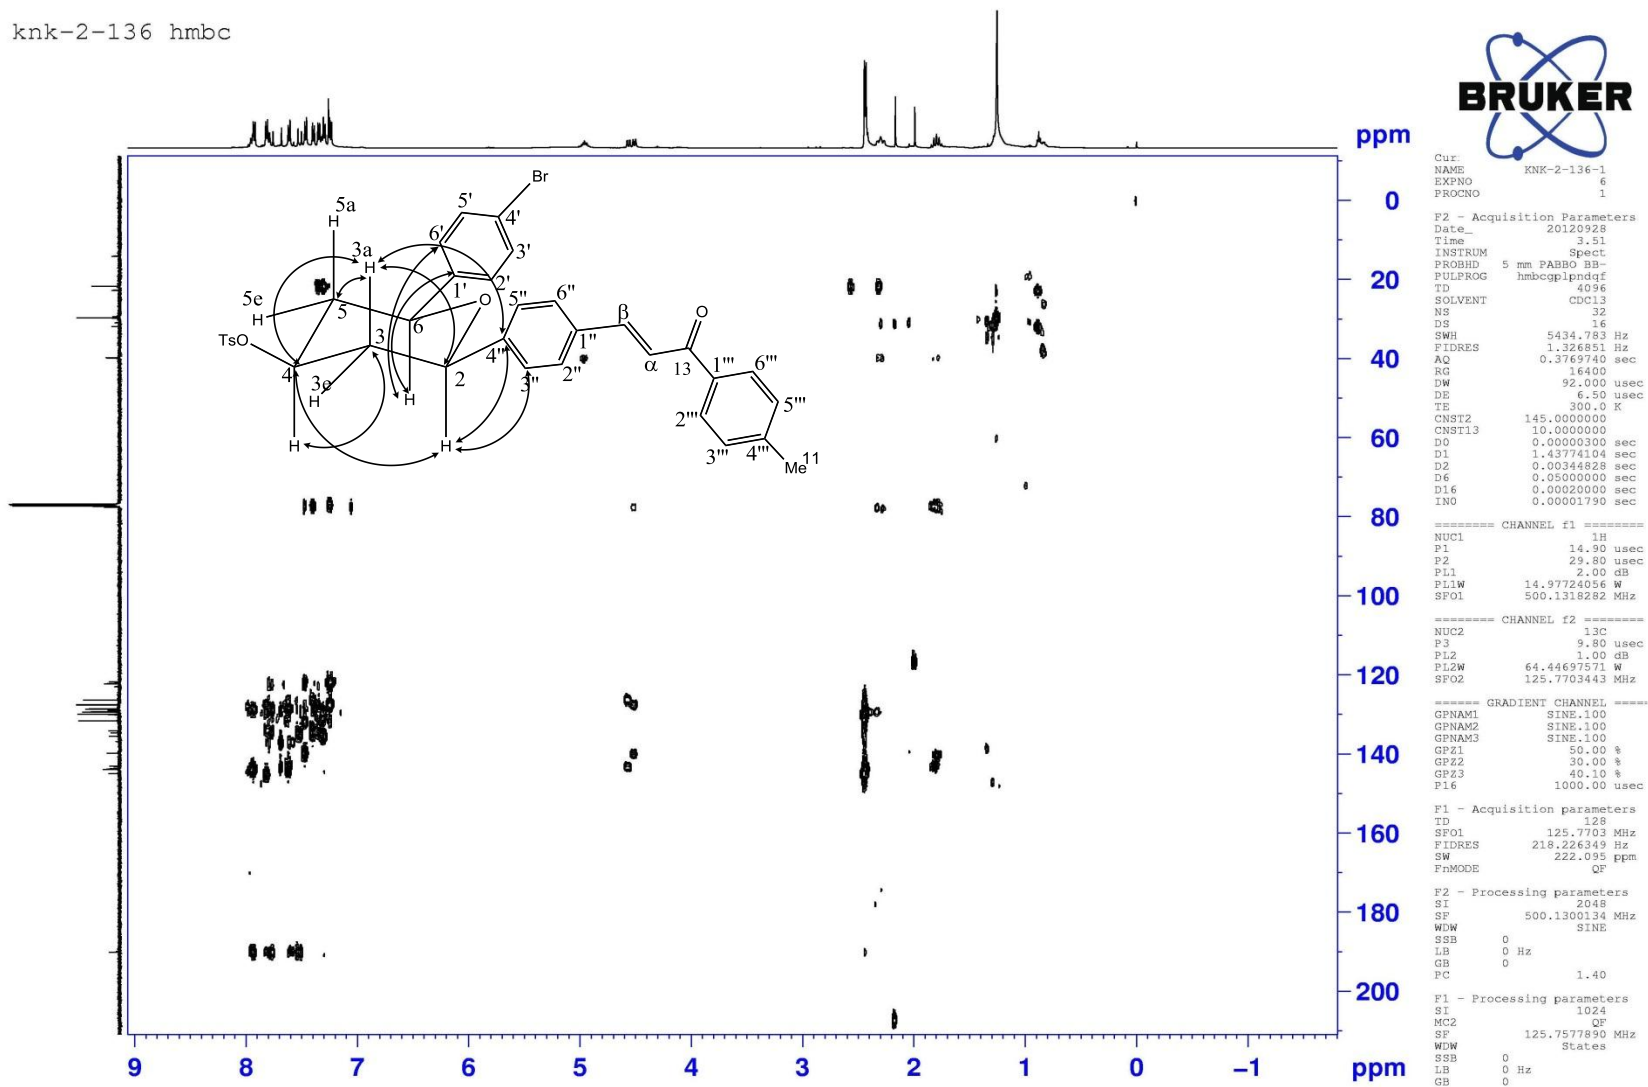 knk-2-136 hmbc
BRUKER
ppm
0
20
40
60
80
100
120
140
160
180
200
9
8
7
6
5
4
3
2
1
0
−1
ppm
Br
5a
H
5'
4'
6'
3'
3a
H
2'
1'
O
5e
H
5
6
5''
6''
β
O
TsO
3
4''
1''
4
3e
H
2
3''
2''
α
13
1'''
6'''
H
2'''
5'''
H
H
3'''
4'''
Me
11
Cur
NAME KNK-2-136-1
EXPNO 6
PROCNO 1
F2 - Acquisition Parameters
Date_ 20120928
Time 3.51
INSTRUM Spect
PROBHD 5 mm PABBO BB-
PULPROG hmbcgplpndqf
TD 4096
SOLVENT CDCl3
NS 32
DS 16
SWH 5434.783 Hz
FIDRES 1.326851 Hz
AQ 0.3769740 sec
RG 16400
DW 92.000 usec
DE 6.50 usec
TE 300.0 K
CNST2 145.0000000
CNST13 10.0000000
D0 0.00000300 sec
D1 1.43774104 sec
D2 0.00344828 sec
D6 0.05000000 sec
D16 0.00020000 sec
IN0 0.00001790 sec
======== CHANNEL f1 ========
NUC1 1H
P1 14.90 usec
P2 29.80 usec
PL1 2.00 dB
PL1W 14.97724056 W
SFO1 500.1318282 MHz
======== CHANNEL f2 ========
NUC2 13C
P3 9.80 usec
PL2 1.00 dB
PL2W 64.44697571 W
SFO2 125.7703443 MHz
====== GRADIENT CHANNEL =====
GPNAM1 SINE.100
GPNAM2 SINE.100
GPNAM3 SINE.100
GPZ1 50.00 %
GPZ2 30.00 %
GPZ3 40.10 %
P16 1000.00 usec
F1 - Acquisition parameters
TD 128
SFO1 125.7703 MHz
FIDRES 218.226349 Hz
SW 222.095 ppm
FnMODE QF
F2 - Processing parameters
SI 2048
SF 500.1300134 MHz
WDW SINE
SSB 0
LB 0 Hz
GB 0
PC 1.40
F1 - Processing parameters
SI 1024
MC2 QF
SF 125.7577890 MHz
WDW States
SSB 0
LB 0 Hz
GB 0